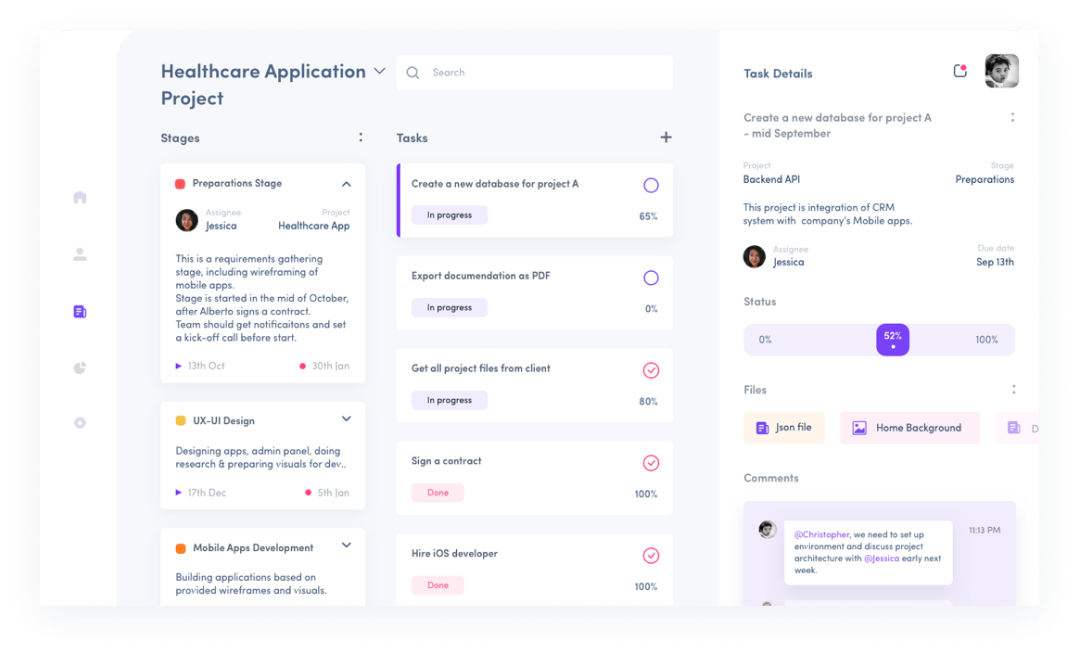 Healthcare Application
Project
Search
Stages
Preparations Stage
Assignee
Jessica
Project
Healthcare App
This is a requirements gathering
stage, including wireframing of
mobile apps.
Stage is started in the mid of October,
after Alberto signs a contract.
Team should get notificaitons and set
a kick-off call before start.
13th Oct
30th Jan
UX-UI Design
Designing apps, admin panel, doing
research & preparing visuals for dev..
17th Dec
5th Jan
Mobile Apps Development
Building applications based on
provided wireframes and visuals.
Tasks
Create a new database for project A
In progress
65%
Export documendation as PDF
In progress
0%
Get all project files from client
In progress
80%
Sign a contract
Done
100%
Hire iOS developer
Done
100%
Task Details
Create a new database for project A
- mid September
Project
Backend API
Stage
Preparations
This project is integration of CRM
system with company's Mobile apps.
Assignee
Jessica
Due date
Sep 13th
Status
0%
52%
100%
Files
Json file
Home Background
D
Comments
@Christopher, we need to set up
environment and discuss project
architecture with @Jessica early next
week.
11:13 PM